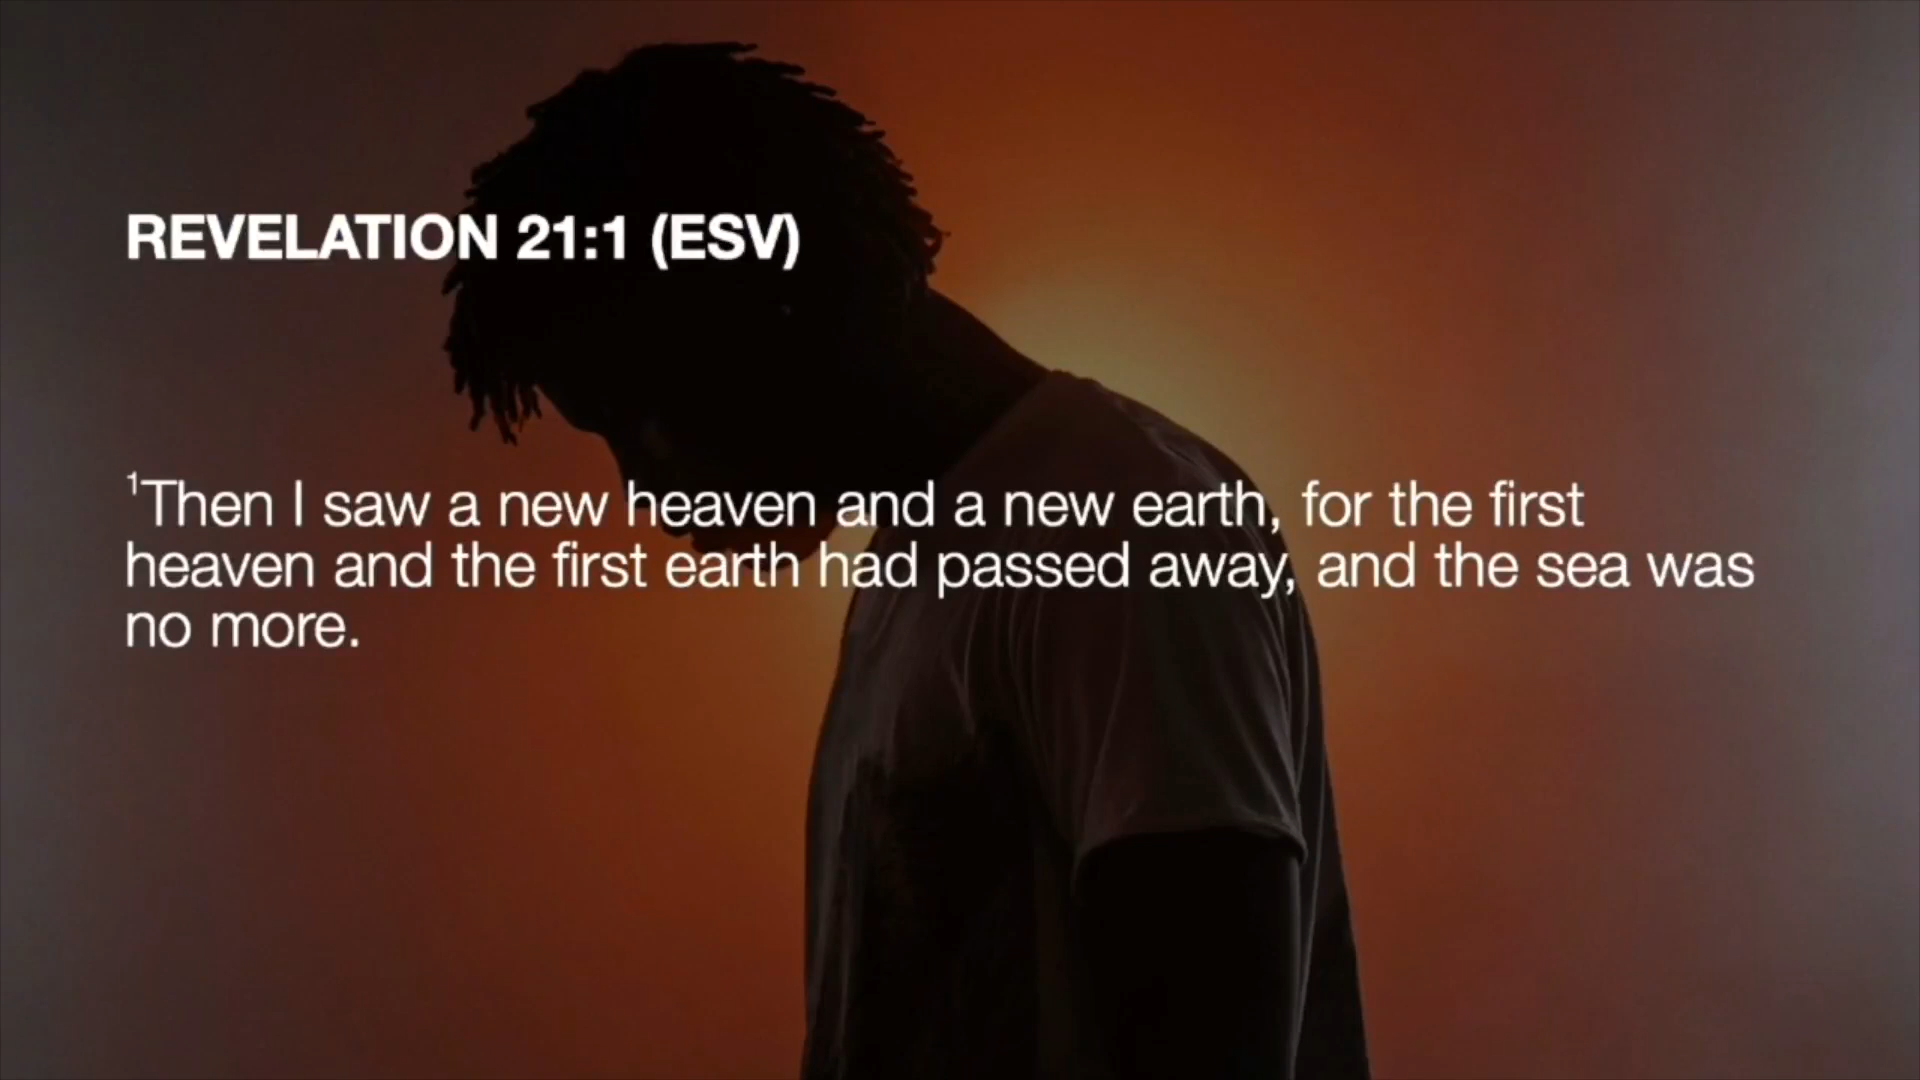 REVELATION 21:1 (ESV)
¹Then I saw a new heaven and a new earth, for the first
heaven and the first earth had passed away, and the sea was
no more.